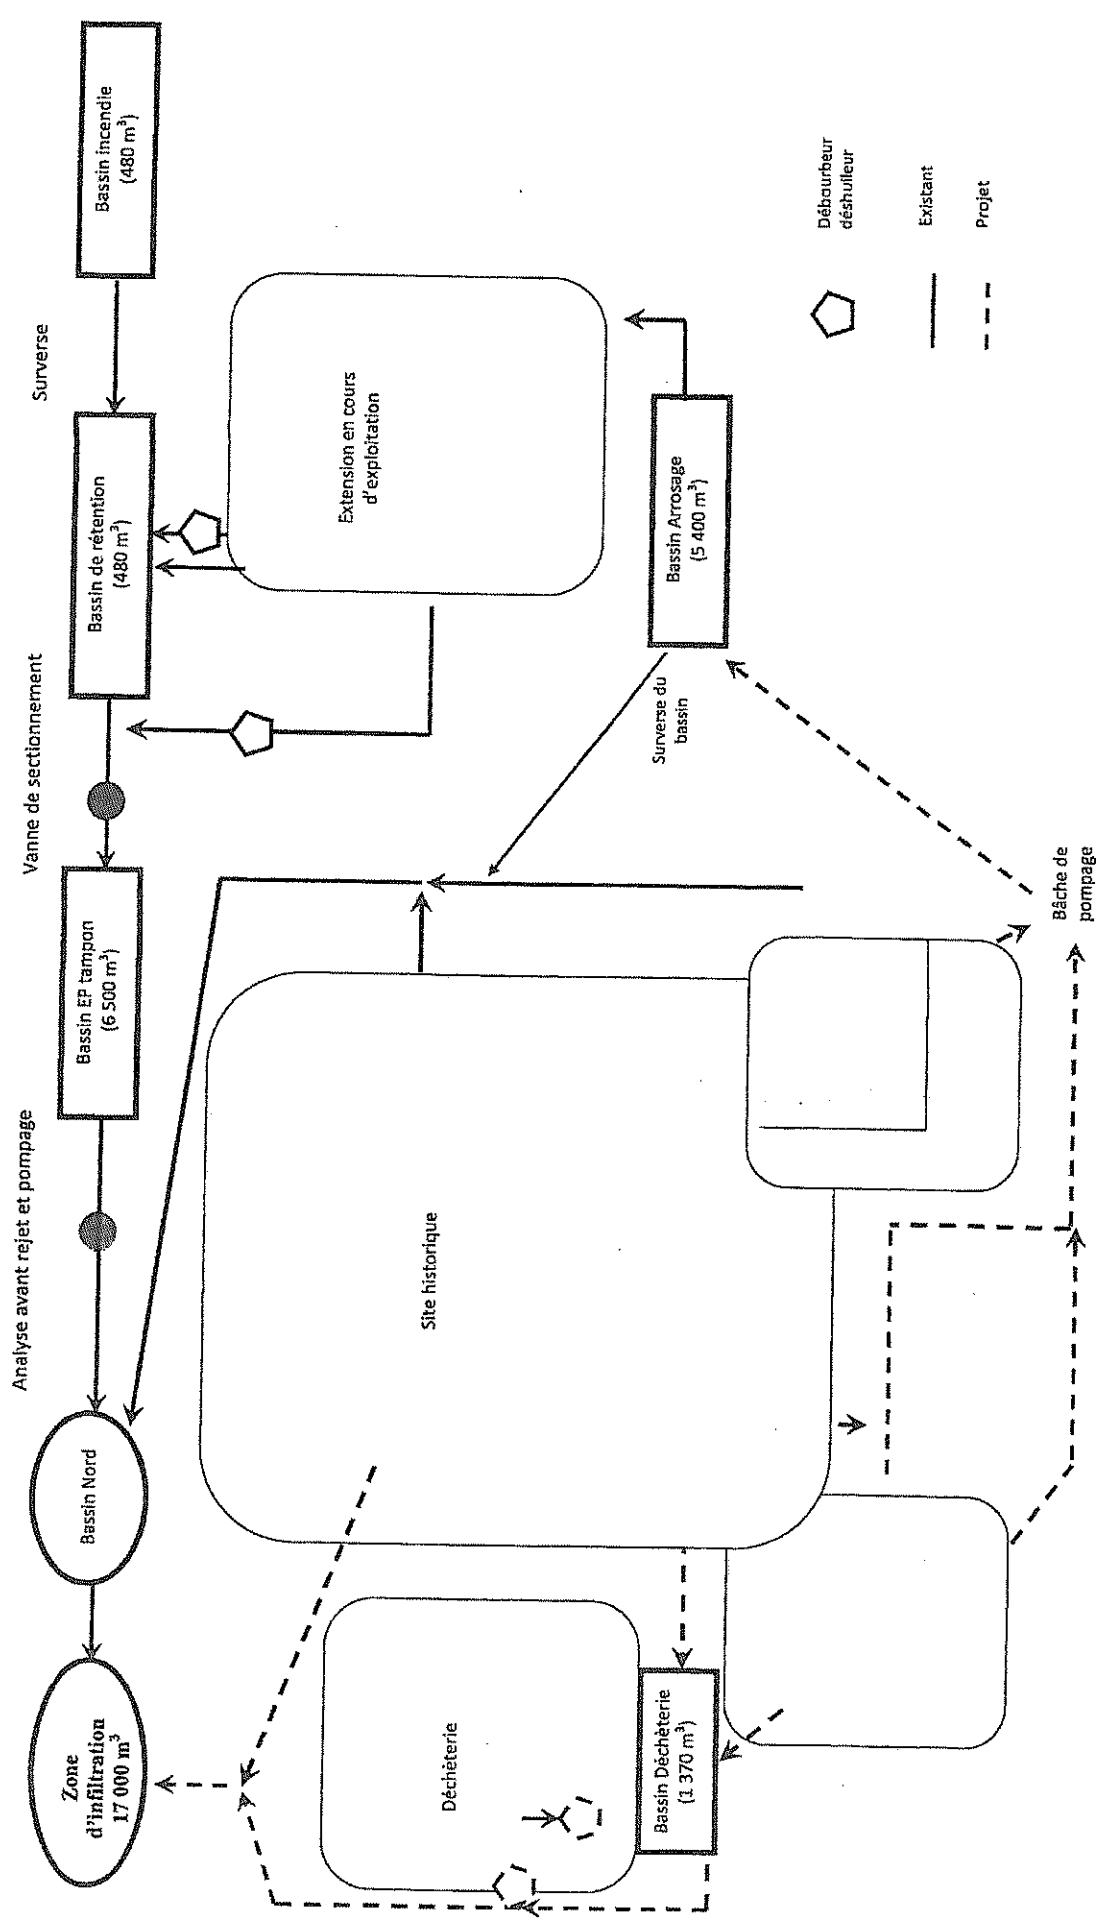 Zone
d'infiltration
17 000 m³
Bassin Nord
Analyse avant rejet et pompage
Bassin EP tampon
(6 500 m³)
Vanne de sectionnement
Bassin de rétention
(480 m³)
Surverse
Bassin incendie
(480 m³)
Déchèterie
Bassin Déchèterie
(1 370 m³)
Site historique
Extension en cours
d'exploitation
Surverse du
bassin
Bassin Arrosage
(5 400 m³)
Bâche de
pompage
Débourbeur
déshuileur
Existant
Projet